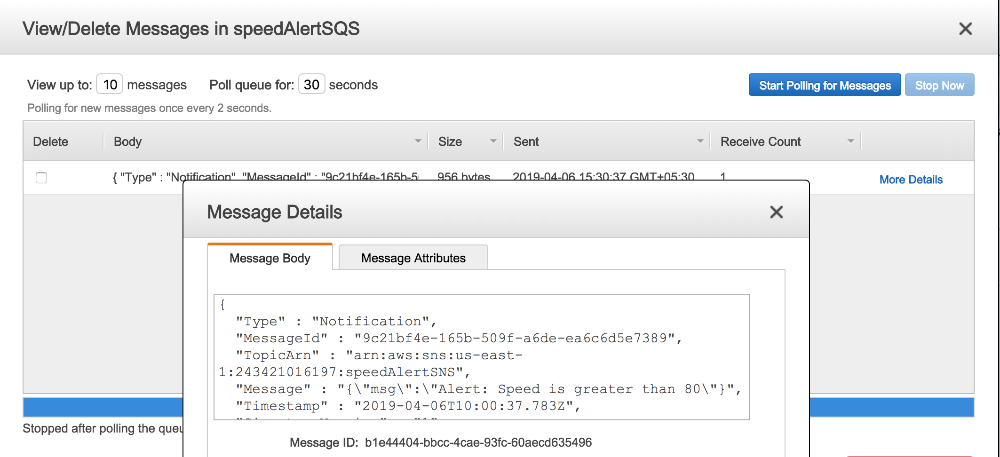 View/Delete Messages in speedAlertSQS
View up to: 10 messages Poll queue for: 30 seconds
Start Polling for Messages Stop Now
Polling for new messages once every 2 seconds.
Delete Body Size Sent Receive Count
{ "Type" : "Notification", "MessageId" : "9c21bf4e-165b-5 956 bytes 2019-04-06 15:30:37 GMT+05:30 1 More Details
Message Details
Message Body Message Attributes
{
"Type" : "Notification",
"MessageId" : "9c21bf4e-165b-509f-a6de-ea6c6d5e7389",
"TopicArn" : "arn:aws:sns:us-east-
1:243421016197:speedAlertSNS",
"Message" : "{\"msg\":\"Alert: Speed is greater than 80\"}",
"Timestamp" : "2019-04-06T10:00:37.783Z",
Stopped after polling the queu
Message ID: b1e44404-bbcc-4cae-93fc-60aecd635496